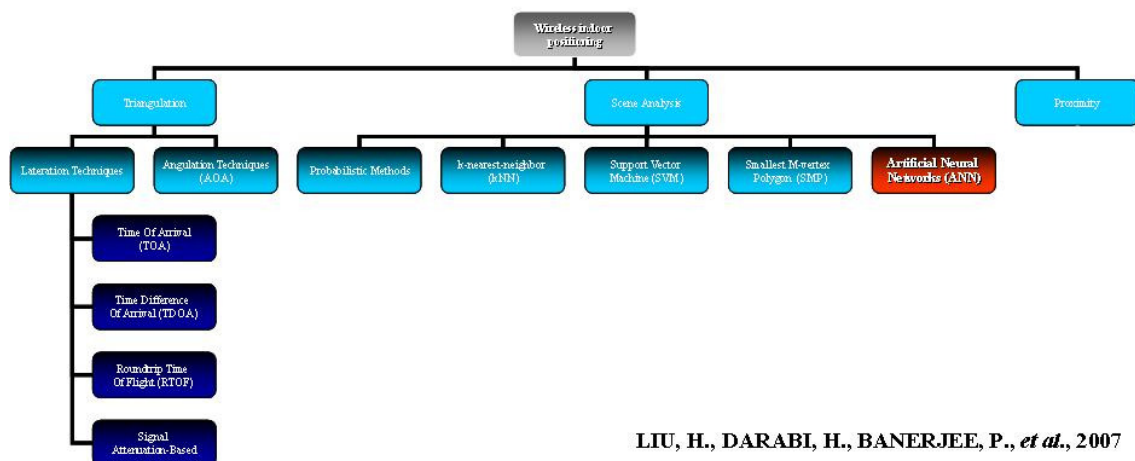 Wireless indoor
positioning
Triangulation
Scene Analysis
Proximity
Lateration Techniques
Angulation Techniques
(AOA)
Probabilistic Methods
k-nearest-neighbor
(kNN)
Support Vector
Machine (SVM)
Smallest M-vertex
Polygon (SMP)
Artificial Neural
Networks (ANN)
Time Of Arrival
(TOA)
Time Difference
Of Arrival (TDOA)
Roundtrip Time
Of Flight (RTOF)
Signal
Attenuation-Based
LIU, H., DARABI, H., BANERJEE, P., et al., 2007